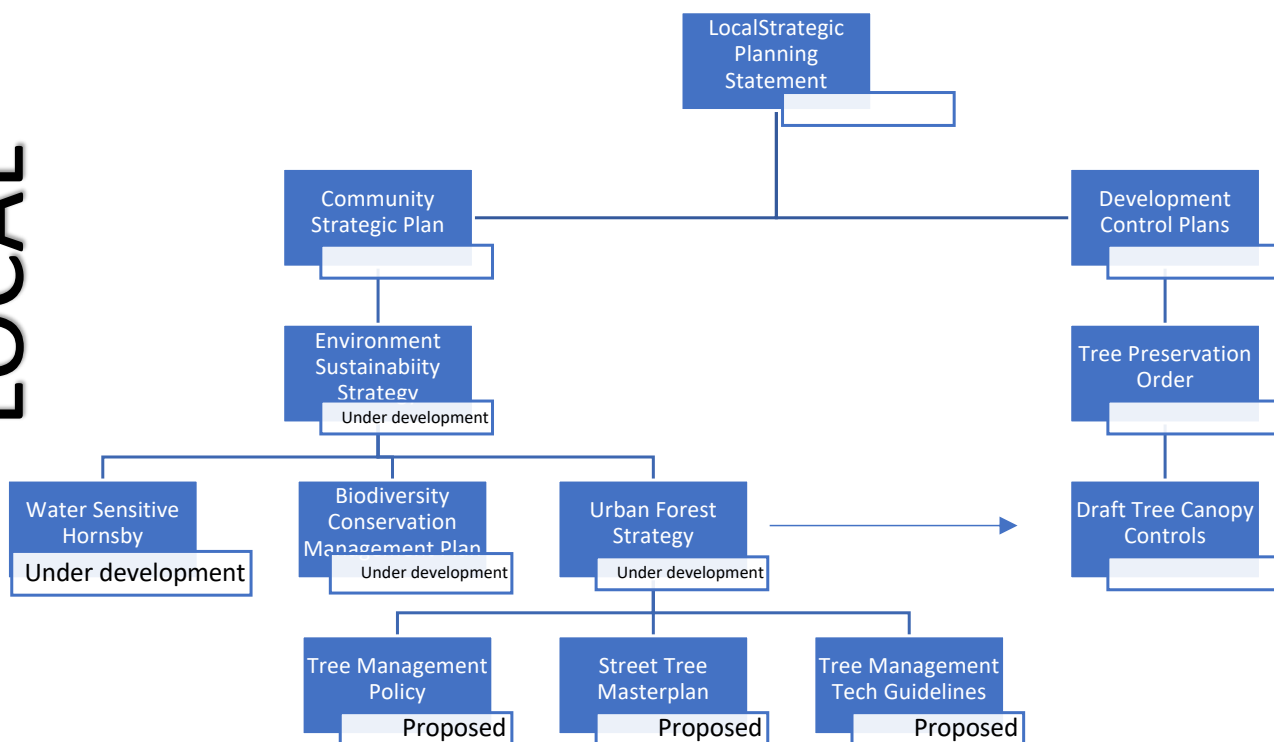 LOCAL
LocalStrategic
Planning
Statement
Community
Strategic Plan
Development
Control Plans
Environment
Sustainabiity
Strategy
Under development
Tree Preservation
Order
Water Sensitive
Hornsby
Under development
Biodiversity
Conservation
Management Plan
Under development
Urban Forest
Strategy
Under development
Draft Tree Canopy
Controls
Tree Management
Policy
Proposed
Street Tree
Masterplan
Proposed
Tree Management
Tech Guidelines
Proposed